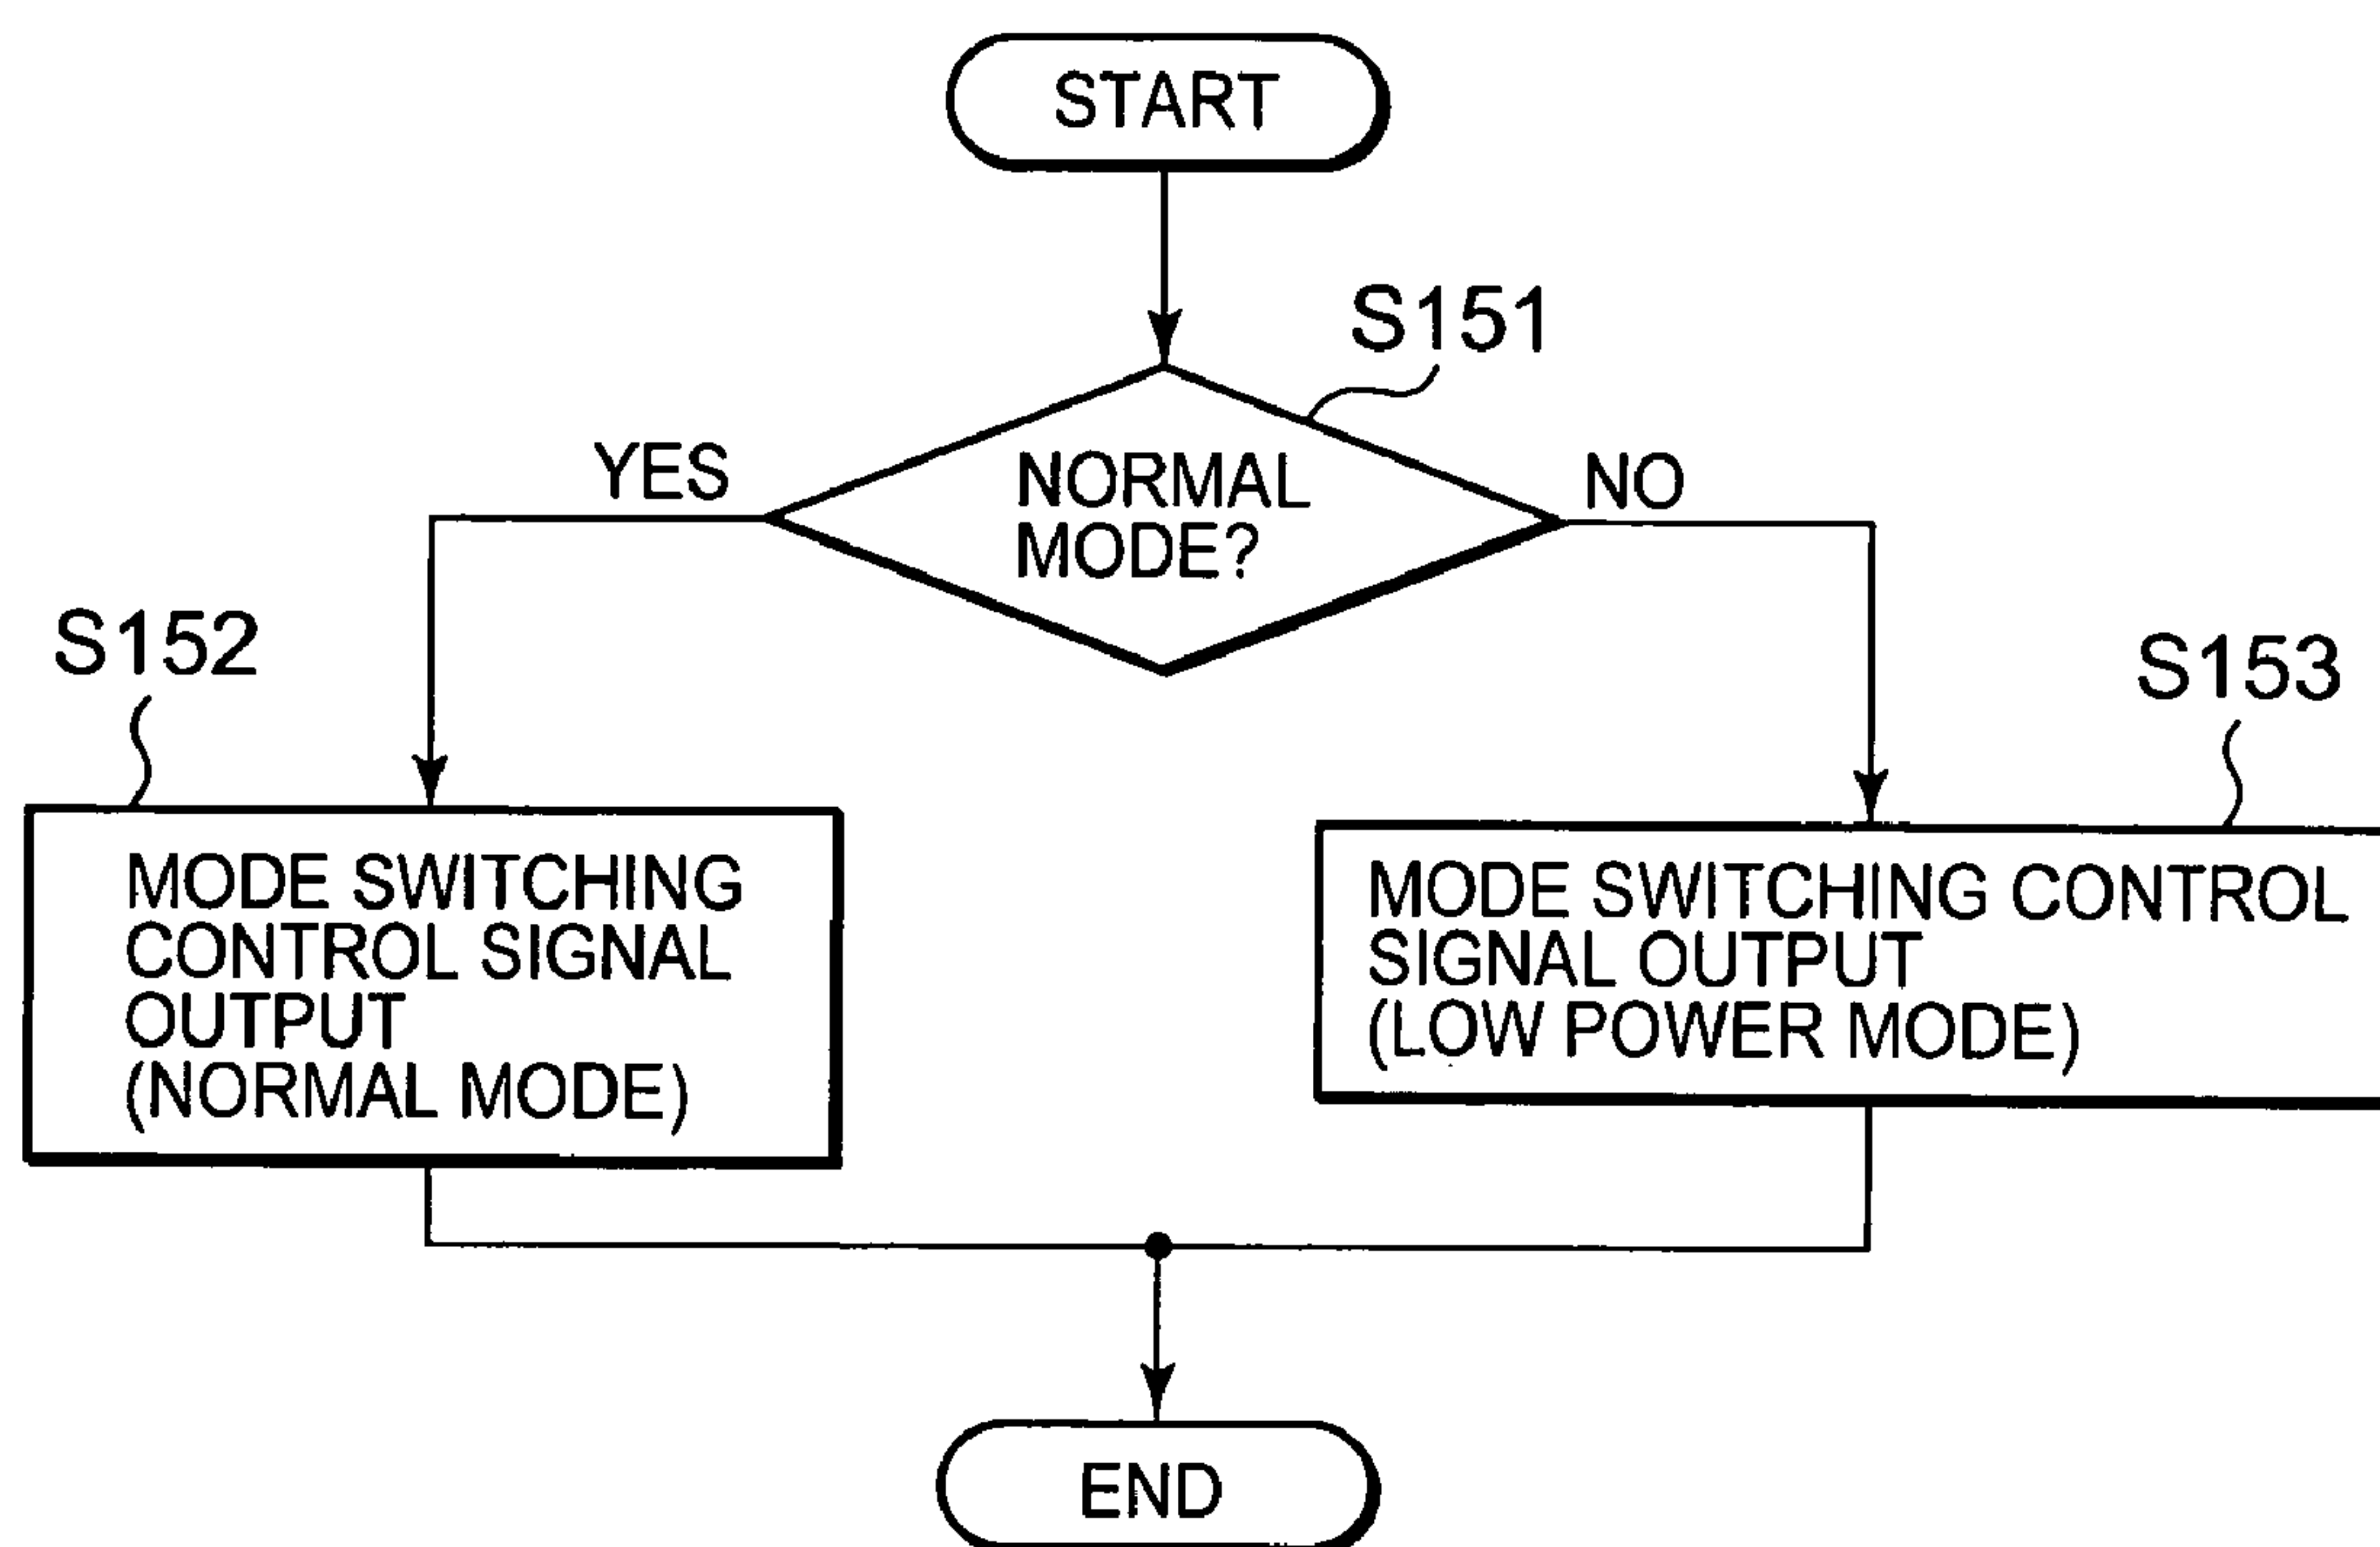 START
S151
YES
NORMAL
MODE?
NO
S152
S153
MODE SWITCHING
CONTROL SIGNAL
OUTPUT
(NORMAL MODE)
MODE SWITCHING CONTROL
SIGNAL OUTPUT
(LOW POWER MODE)
END